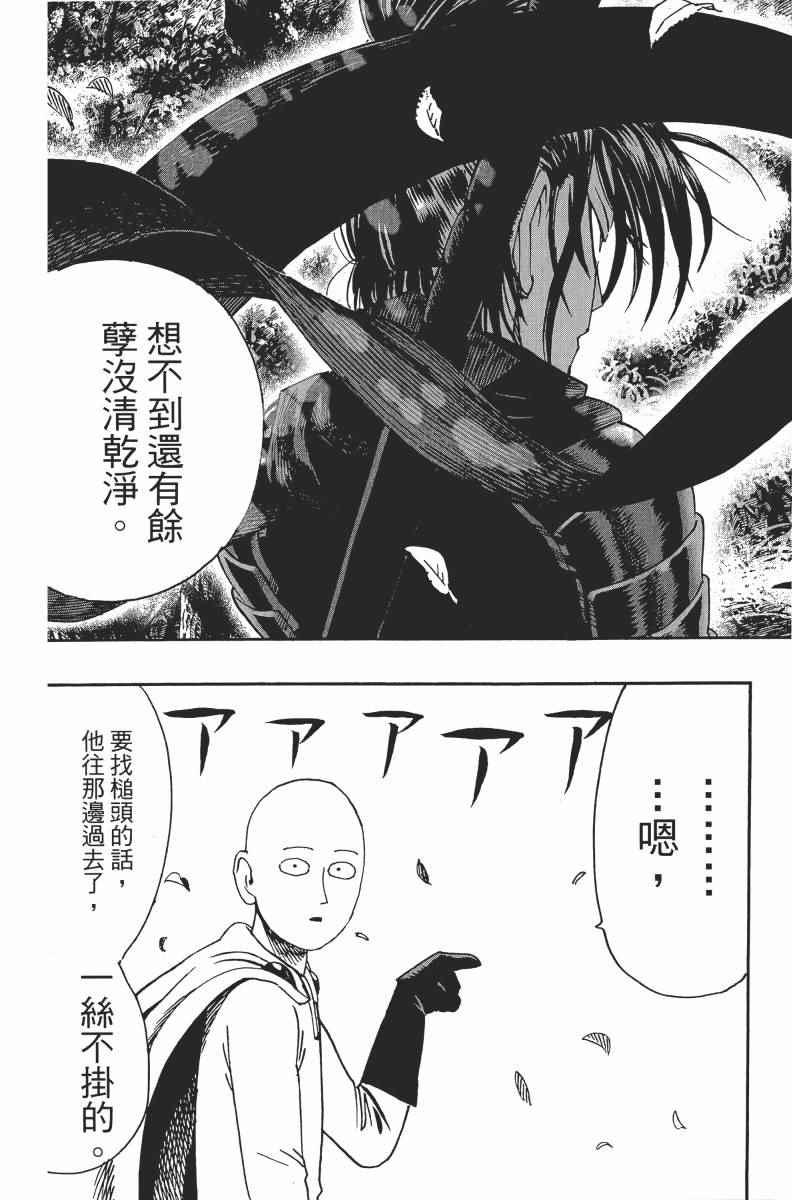 想不到還有餘
孽沒清乾淨。
………
…嗯，
アアアアア
要找槌頭的話，
他往那邊過去了，
一絲不掛的。